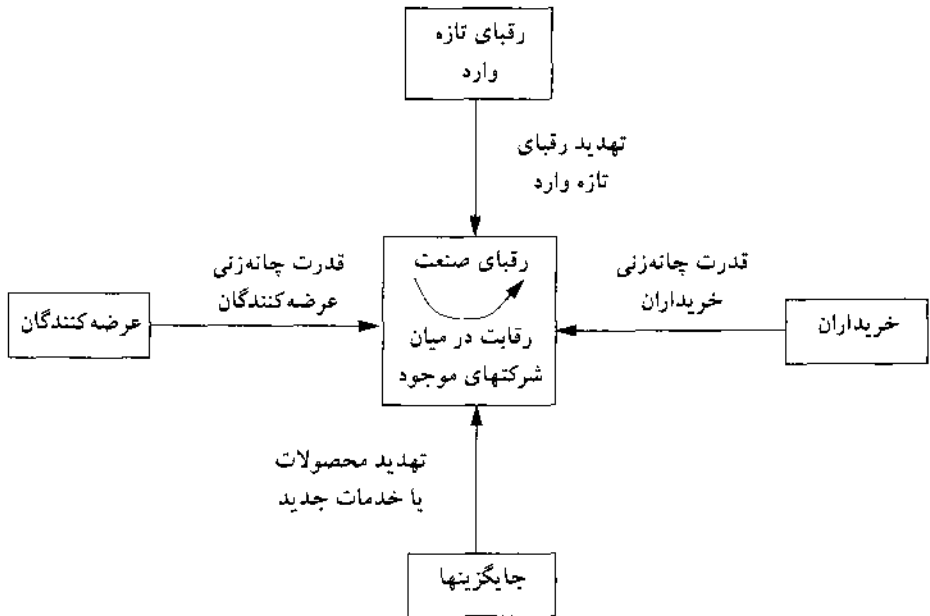 رقبای تازه
وارد
تهدید رقبای
تازه وارد
رقبای صنعت
رقابت در میان
شرکتهای موجود
قدرت چانه‌زنی
خریداران
خریداران
قدرت چانه‌زنی
عرضه‌کنندگان
عرضه‌کنندگان
تهدید محصولات
یا خدمات جدید
جایگزینها